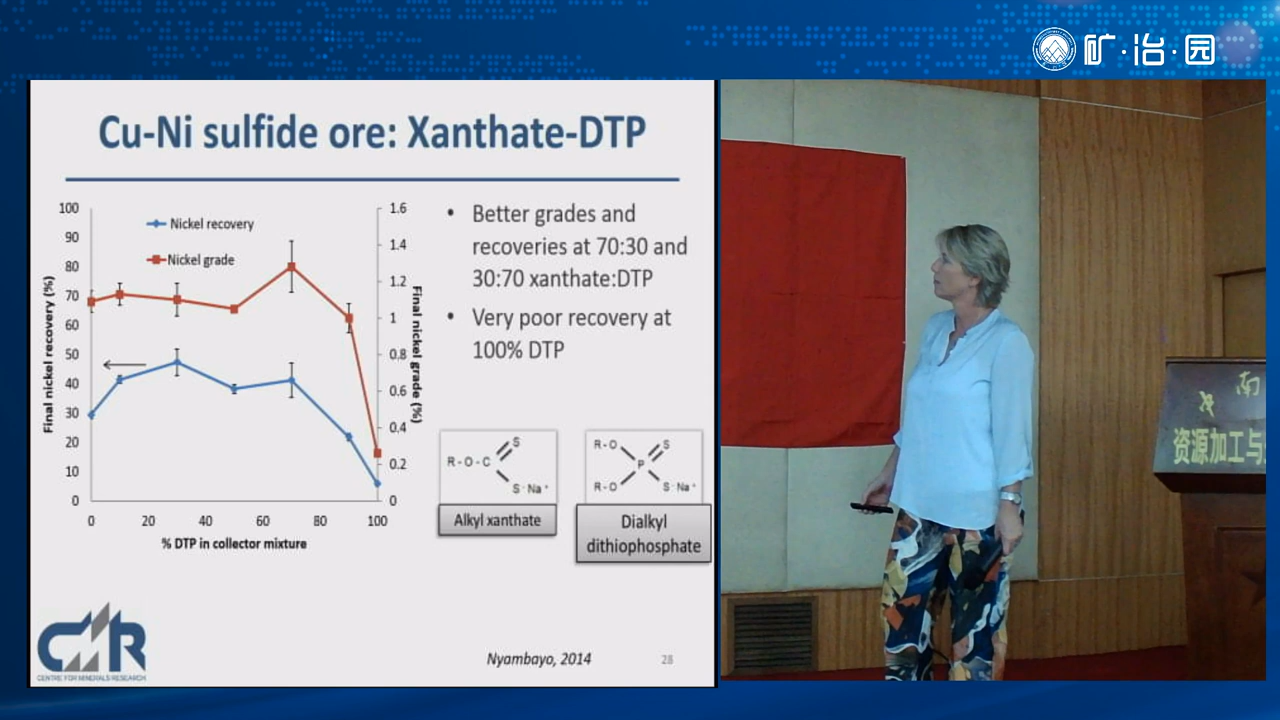 矿·冶·园
Cu-Ni sulfide ore: Xanthate-DTP
Final nickel recovery (%)
100
90
80
70
60
50
40
30
20
10
0
Nickel recovery
Nickel grade
1.6
1.4
1.2
1
0.8
0.6
0.4
0.2
0
Final nickel grade (%)
0 20 40 60 80 100
% DTP in collector mixture
• Better grades and
recoveries at 70:30 and
30:70 xanthate:DTP
• Very poor recovery at
100% DTP
R-O-C
S
S⁻Na⁺
Alkyl xanthate
R-O
S
P
R-O
S⁻Na⁺
Dialkyl
dithiophosphate
CMR
CENTRE FOR MINERALS RESEARCH
Nyambayo, 2014
28
南
资源加工与